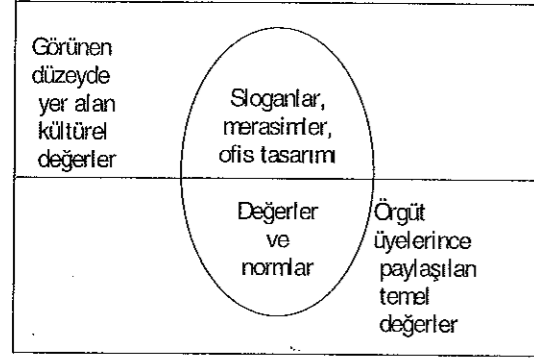 Görünen
düzeyde
yer alan
kültürel
değerler
Sloganlar,
merasimler,
ofis tasarımı
Değerler
ve
normlar
Örgüt
üyelerince
paylaşılan
temel
değerler